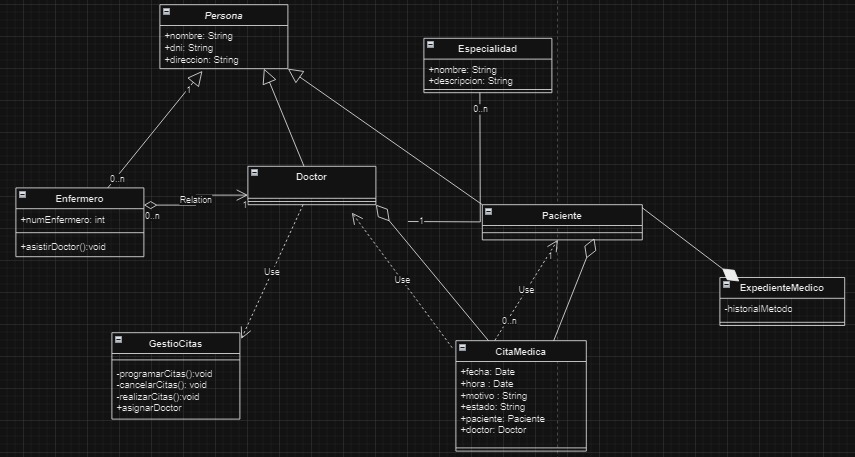 Persona
+nombre: String
+dni: String
+direccion: String
Especialidad
+nombre: String
+descripcion: String
1
0..n
0..n
Doctor
Enfermero
+numEnfermero: int
+asistirDoctor():void
0..n
Relation
1
1
Paciente
Use
Use
Use
1
0..n
ExpedienteMedico
-historialMetodo
GestioCitas
-programarCitas():void
-cancelarCitas(): void
-realizarCitas():void
+asignarDoctor
CitaMedica
+fecha: Date
+hora : Date
+motivo : String
+estado: String
+paciente: Paciente
+doctor: Doctor